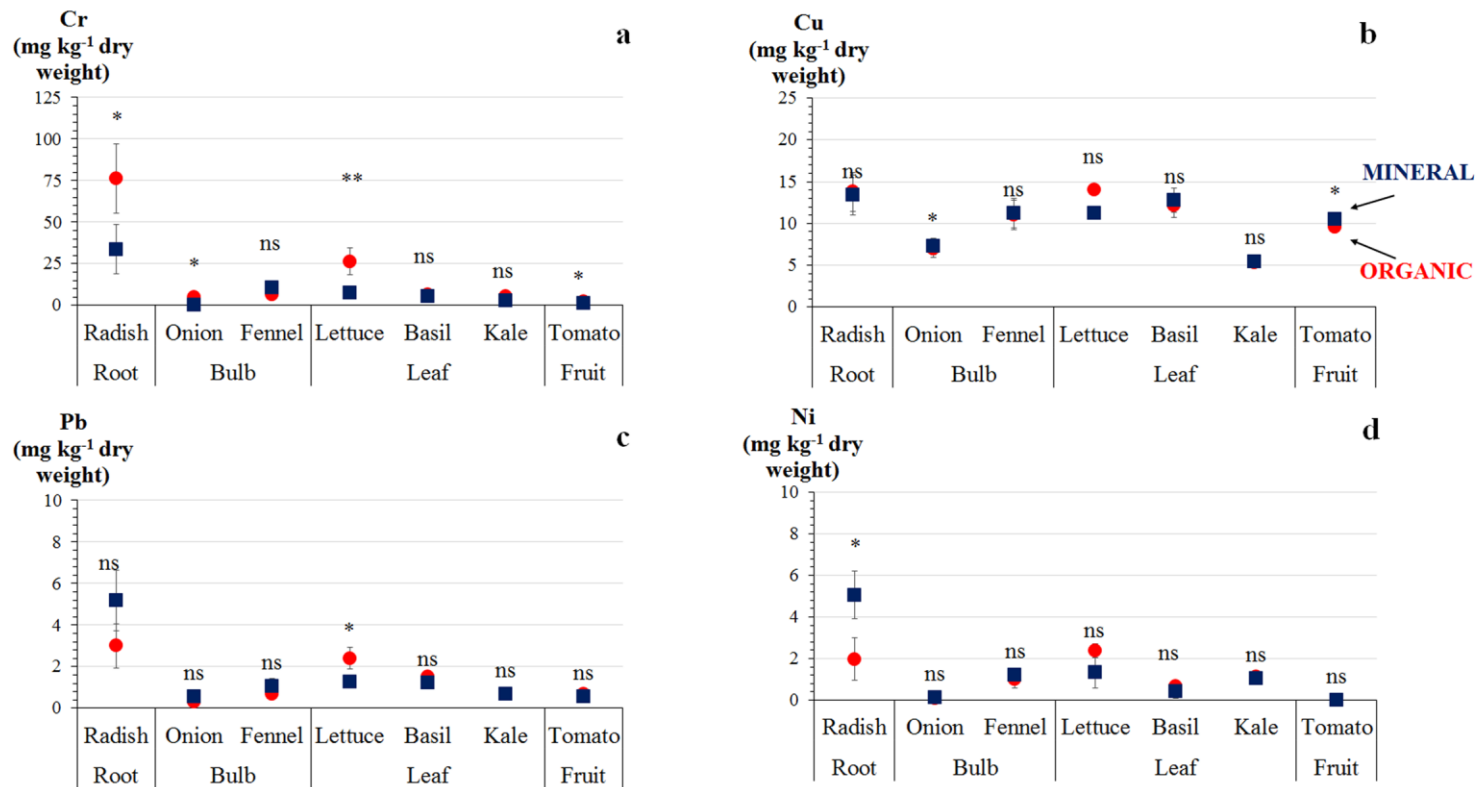 Cr
(mg kg⁻¹ dry
weight)
a
125
100
75
50
25
0
*
*
ns
**
ns
ns
*
Radish Onion Fennel Lettuce Basil Kale Tomato
Root Bulb Leaf Fruit
Cu
(mg kg⁻¹ dry
weight)
b
25
20
15
10
5
0
ns
*
ns
ns
ns
ns
*
MINERAL
ORGANIC
Radish Onion Fennel Lettuce Basil Kale Tomato
Root Bulb Leaf Fruit
Pb
(mg kg⁻¹ dry
weight)
c
10
8
6
4
2
0
ns
ns
ns
*
ns
ns
ns
Radish Onion Fennel Lettuce Basil Kale Tomato
Root Bulb Leaf Fruit
Ni
(mg kg⁻¹ dry
weight)
d
10
8
6
4
2
0
*
ns
ns
ns
ns
ns
ns
Radish Onion Fennel Lettuce Basil Kale Tomato
Root Bulb Leaf Fruit